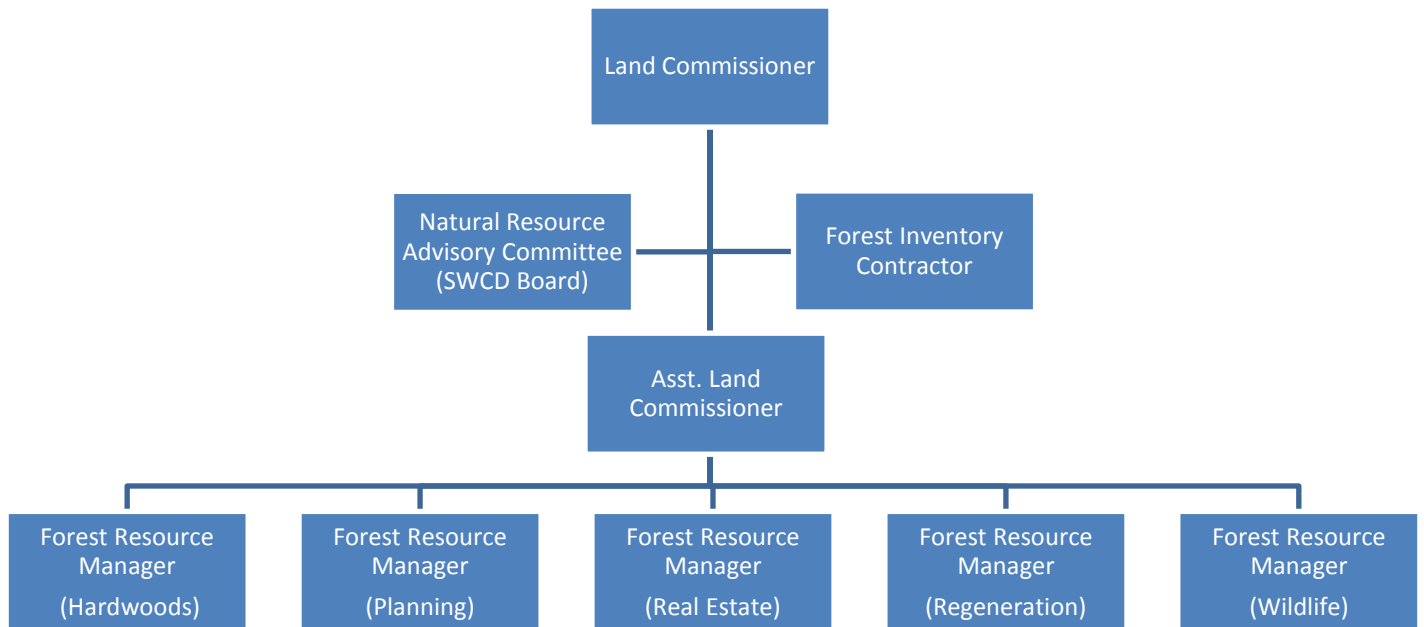 Land Commissioner
Natural Resource
Advisory Committee
(SWCD Board)
Forest Inventory
Contractor
Asst. Land
Commissioner
Forest Resource
Manager
(Hardwoods)
Forest Resource
Manager
(Planning)
Forest Resource
Manager
(Real Estate)
Forest Resource
Manager
(Regeneration)
Forest Resource
Manager
(Wildlife)